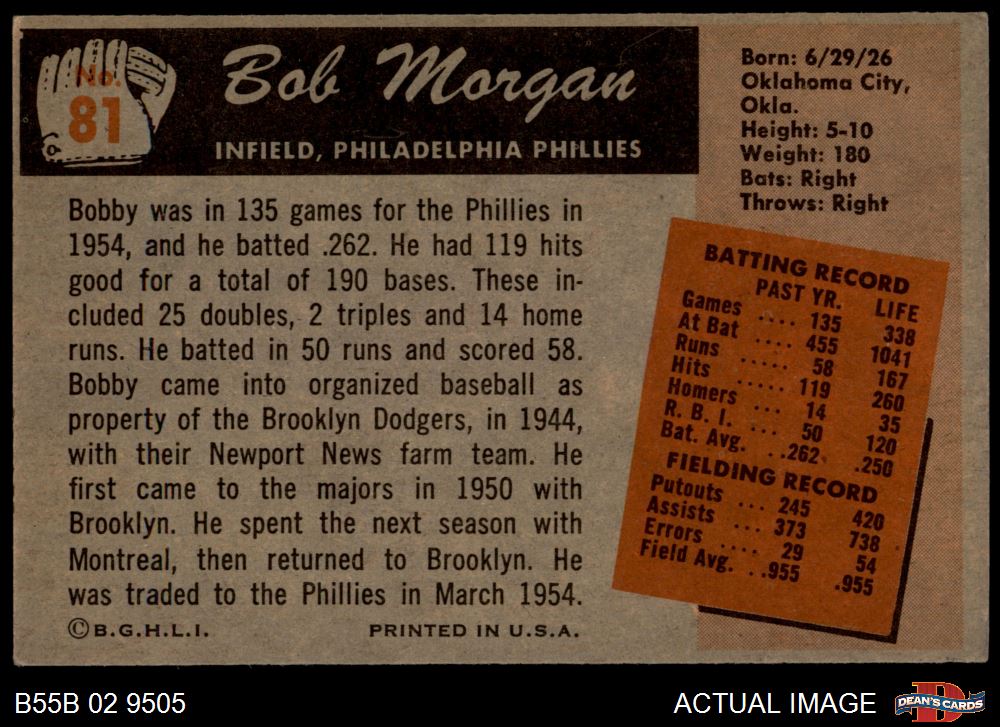 No.
81
Bob Morgan
INFIELD, PHILADELPHIA PHILLIES
Born: 6/29/26
Oklahoma City,
Okla.
Height: 5-10
Weight: 180
Bats: Right
Throws: Right
Bobby was in 135 games for the Phillies in
1954, and he batted .262. He had 119 hits
good for a total of 190 bases. These in-
cluded 25 doubles, 2 triples and 14 home
runs. He batted in 50 runs and scored 58.
Bobby came into organized baseball as
property of the Brooklyn Dodgers, in 1944,
with their Newport News farm team. He
first came to the majors in 1950 with
Brooklyn. He spent the next season with
Montreal, then returned to Brooklyn. He
was traded to the Phillies in March 1954.
©B.G.H.L.I. PRINTED IN U.S.A.
BATTING RECORD
PAST YR. LIFE
Games .... 135 338
At Bat .... 455 1041
Runs ..... 58 167
Hits ..... 119 260
Homers ... 14 35
R. B. I. ... 50 120
Bat. Avg. ..262 .250
FIELDING RECORD
Putouts ... 245 420
Assists ... 373 738
Errors .... 29 54
Field Avg. ..955 .955
B55B 02 9505
ACTUAL IMAGE
D
DEAN'S CARDS